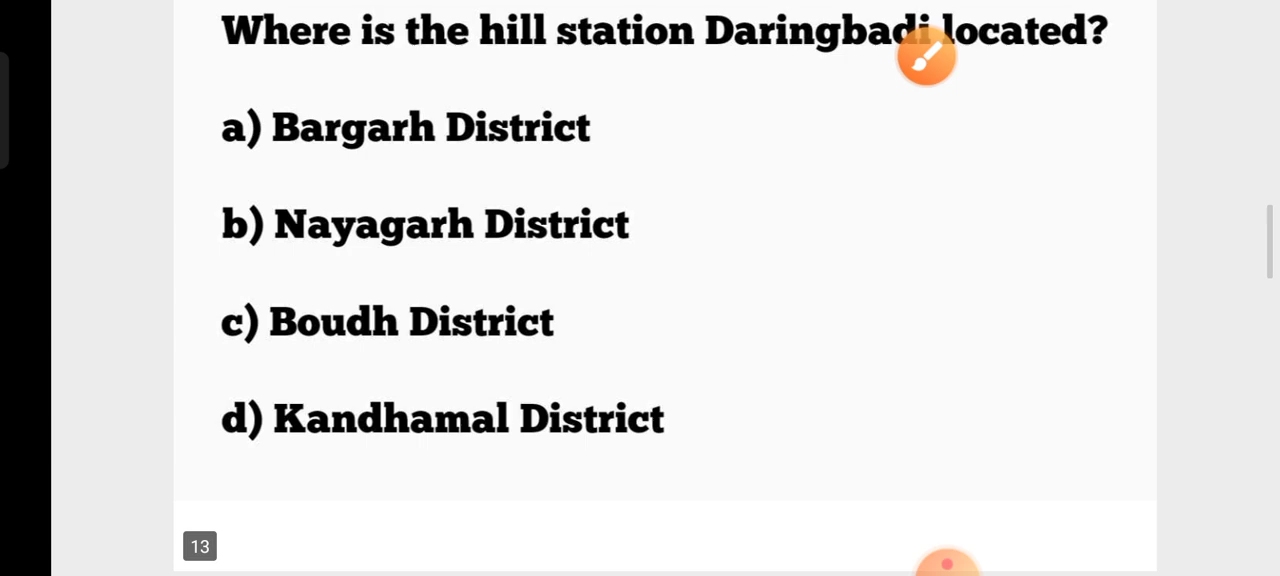 Where is the hill station Daringbadi located?
a) Bargarh District
b) Nayagarh District
c) Boudh District
d) Kandhamal District
13